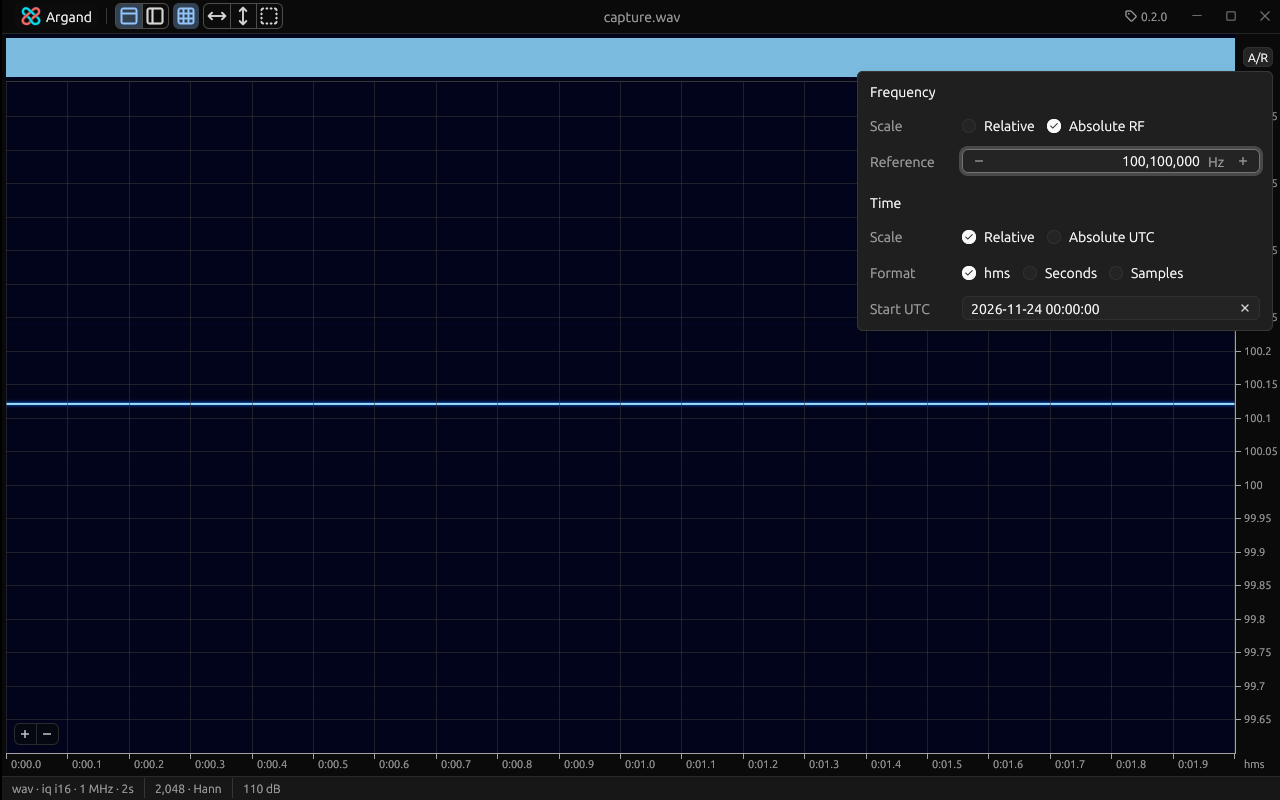 Argand capture.wav 0.2.0
A/R
Frequency
Scale Relative Absolute RF
Reference − 100,100,000 Hz +
Time
Scale Relative Absolute UTC
Format hms Seconds Samples
Start UTC 2026-11-24 00:00:00 ×
100.2
100.15
100.1
100.05
100
99.95
99.9
99.85
99.8
99.75
99.7
99.65
+ −
0:00.0 0:00.1 0:00.2 0:00.3 0:00.4 0:00.5 0:00.6 0:00.7 0:00.8 0:00.9 0:01.0 0:01.1 0:01.2 0:01.3 0:01.4 0:01.5 0:01.6 0:01.7 0:01.8 0:01.9 hms
wav · iq i16 · 1 MHz · 2s 2,048 · Hann 110 dB